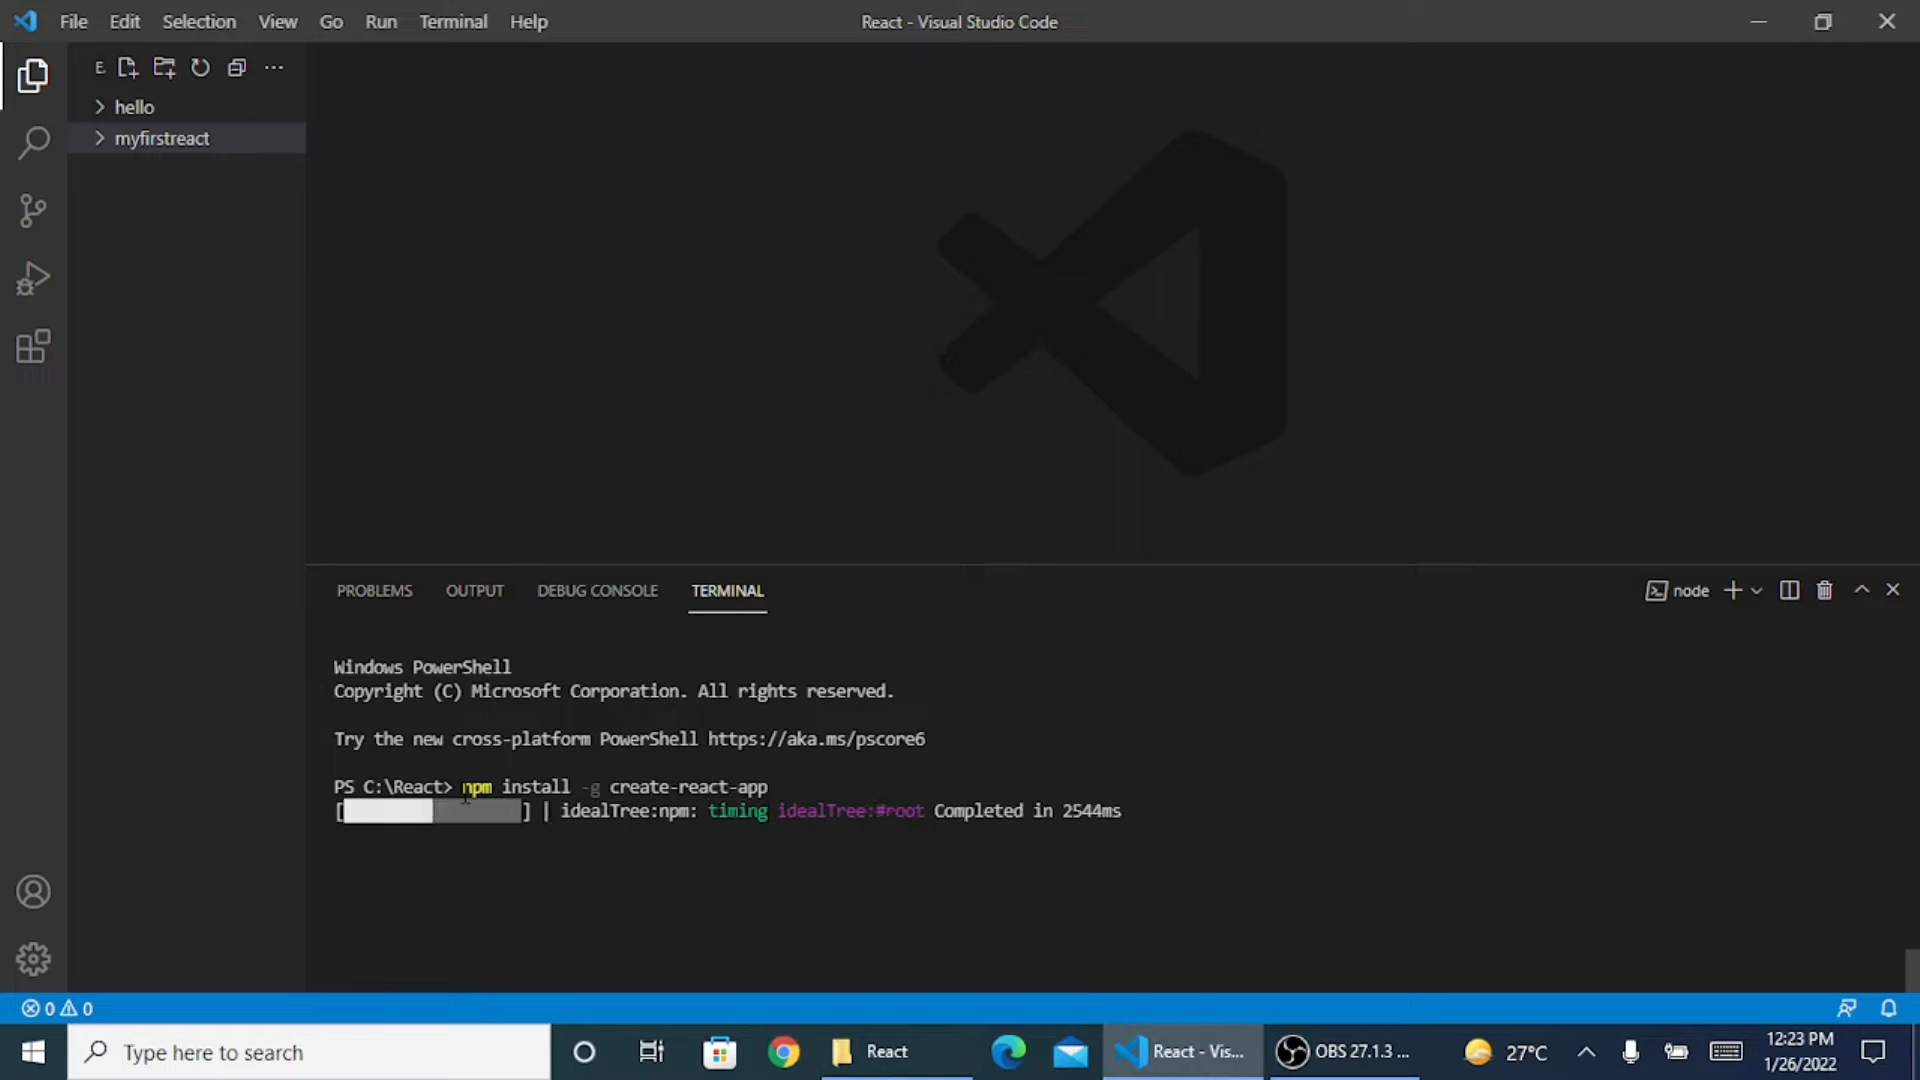 File Edit Selection View Go Run Terminal Help
React - Visual Studio Code
E.
hello
myfirstreact
PROBLEMS OUTPUT DEBUG CONSOLE TERMINAL
node
Windows PowerShell
Copyright (C) Microsoft Corporation. All rights reserved.
Try the new cross-platform PowerShell https://aka.ms/pscore6
PS C:\React> npm install -g create-react-app
[ ] | idealTree:npm: timing idealTree:#root Completed in 2544ms
0 0
Type here to search
React
React - Vis...
OBS 27.1.3 ...
27°C
12:23 PM
1/26/2022